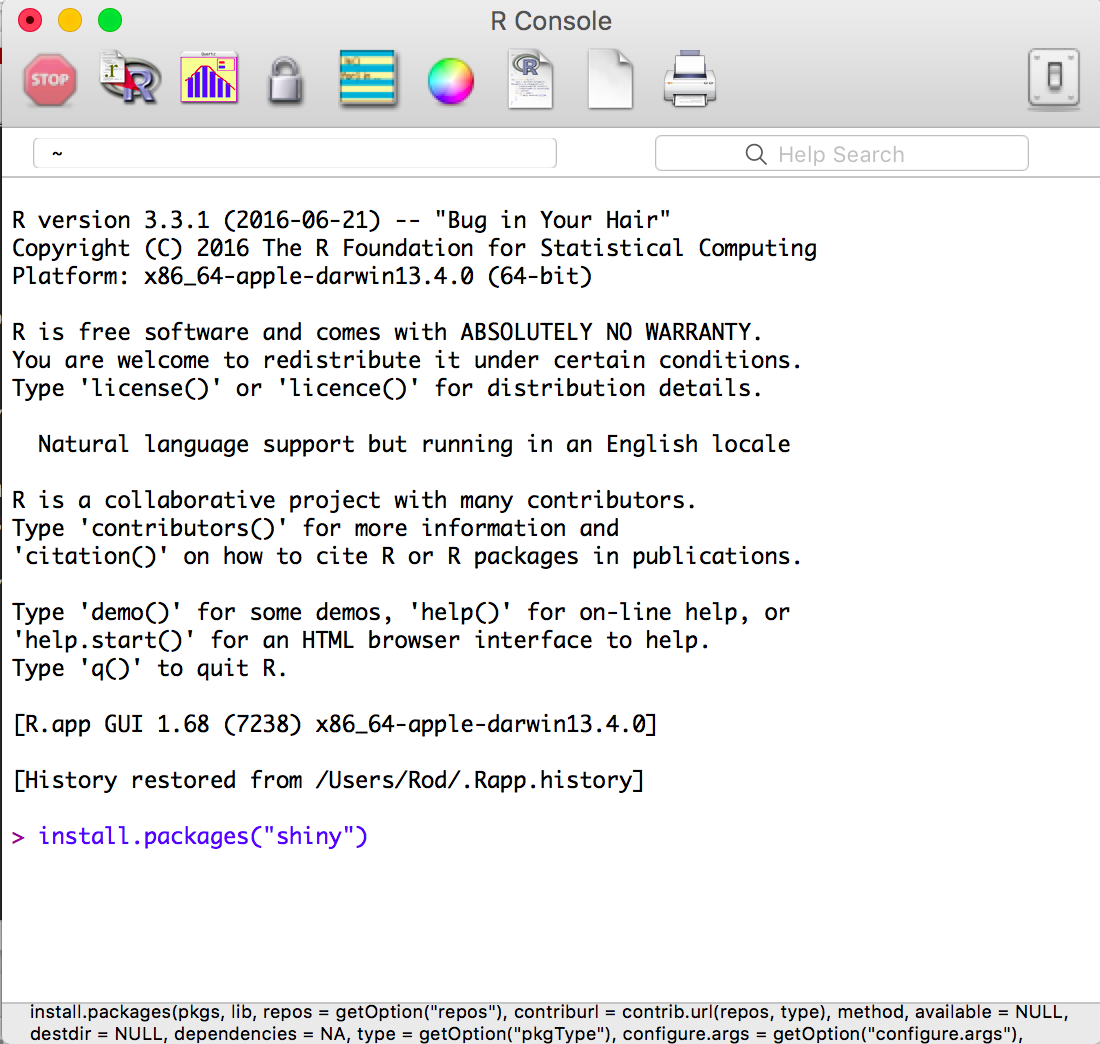 R Console
STOP
Quartz
~
Help Search
R version 3.3.1 (2016-06-21) -- "Bug in Your Hair"
Copyright (C) 2016 The R Foundation for Statistical Computing
Platform: x86_64-apple-darwin13.4.0 (64-bit)
R is free software and comes with ABSOLUTELY NO WARRANTY.
You are welcome to redistribute it under certain conditions.
Type 'license()' or 'licence()' for distribution details.
Natural language support but running in an English locale
R is a collaborative project with many contributors.
Type 'contributors()' for more information and
'citation()' on how to cite R or R packages in publications.
Type 'demo()' for some demos, 'help()' for on-line help, or
'help.start()' for an HTML browser interface to help.
Type 'q()' to quit R.
[R.app GUI 1.68 (7238) x86_64-apple-darwin13.4.0]
[History restored from /Users/Rod/.Rapp.history]
> install.packages("shiny")
install.packages(pkgs, lib, repos = getOption("repos"), contriburl = contrib.url(repos, type), method, available = NULL,
destdir = NULL, dependencies = NA, type = getOption("pkgType"), configure.args = getOption("configure.args"),